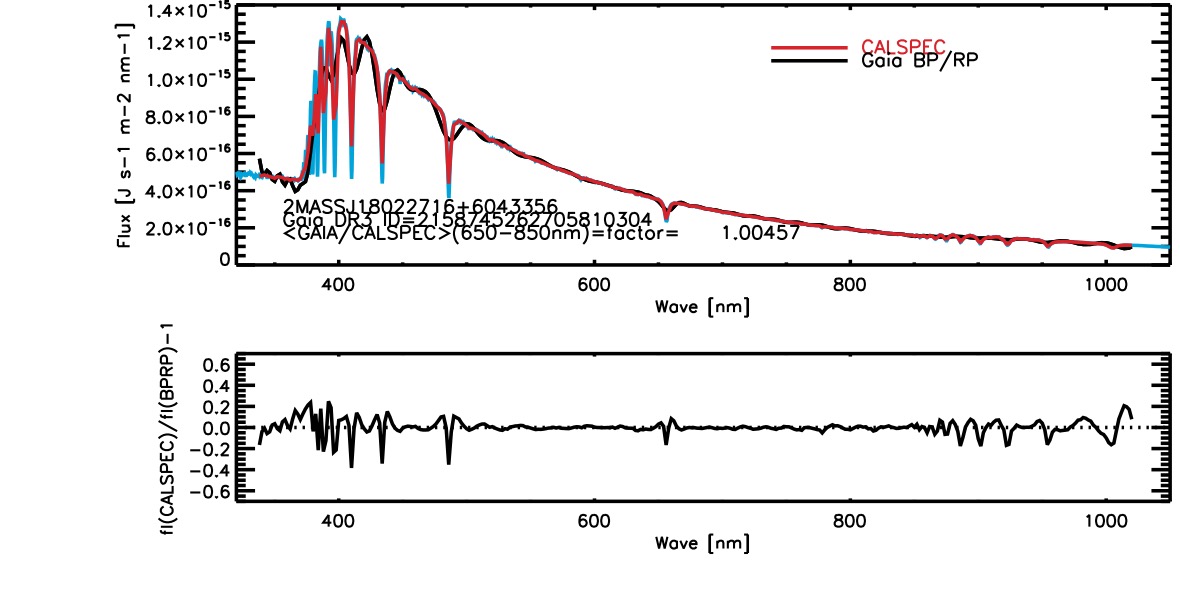 1.4×10⁻¹⁵
1.2×10⁻¹⁵
1.0×10⁻¹⁵
8.0×10⁻¹⁶
6.0×10⁻¹⁶
4.0×10⁻¹⁶
2.0×10⁻¹⁶
0
Flux [J s−1 m−2 nm−1]
CALSPEC
Gaia BP/RP
2MASSJ18022716+6043356
Gaia DR3 ID=2158745262705810304
<GAIA/CALSPEC>(650−850nm)=factor= 1.00457
400 600 800 1000
Wave [nm]
0.6
0.4
0.2
0.0
−0.2
−0.4
−0.6
fl(CALSPEC)/fl(BPRP)−1
400 600 800 1000
Wave [nm]